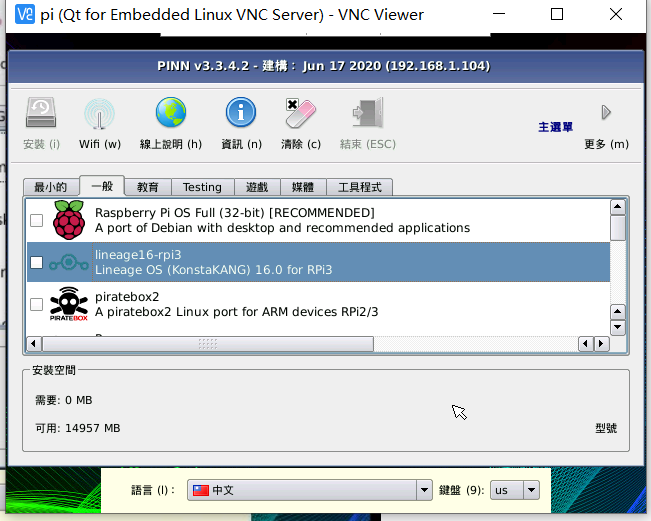 pi (Qt for Embedded Linux VNC Server) - VNC Viewer
PINN v3.3.4.2 - 建構： Jun 17 2020 (192.168.1.104)
安裝 (i)
Wifi (w)
線上說明 (h)
資訊 (n)
清除 (c)
結束 (ESC)
主選單
更多 (m)
最小的
一般
教育
Testing
遊戲
媒體
工具程式
Raspberry Pi OS Full (32-bit) [RECOMMENDED]
A port of Debian with desktop and recommended applications
lineage16-rpi3
Lineage OS (KonstaKANG) 16.0 for RPi3
piratebox2
A piratebox2 Linux port for ARM devices RPi2/3
PIRATEBOX
安裝空間
需要: 0 MB
可用: 14957 MB
型號
語言 (l)：
中文
鍵盤 (9):
us